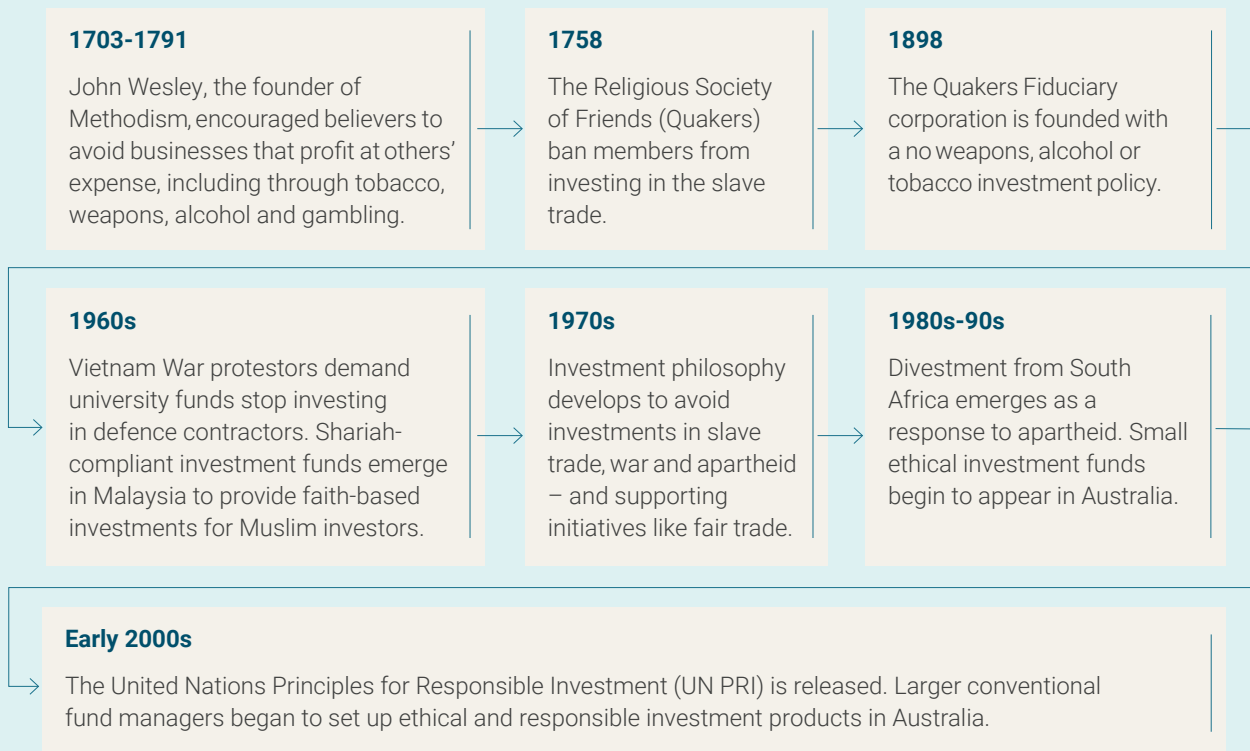 1703-1791
John Wesley, the founder of
Methodism, encouraged believers to
avoid businesses that profit at others’
expense, including through tobacco,
weapons, alcohol and gambling.
1758
The Religious Society
of Friends (Quakers)
ban members from
investing in the slave
trade.
1898
The Quakers Fiduciary
corporation is founded with
a no weapons, alcohol or
tobacco investment policy.
1960s
Vietnam War protestors demand
university funds stop investing
in defence contractors. Shariah-
compliant investment funds emerge
in Malaysia to provide faith-based
investments for Muslim investors.
1970s
Investment philosophy
develops to avoid
investments in slave
trade, war and apartheid
– and supporting
initiatives like fair trade.
1980s-90s
Divestment from South
Africa emerges as a
response to apartheid. Small
ethical investment funds
begin to appear in Australia.
Early 2000s
The United Nations Principles for Responsible Investment (UN PRI) is released. Larger conventional
fund managers began to set up ethical and responsible investment products in Australia.